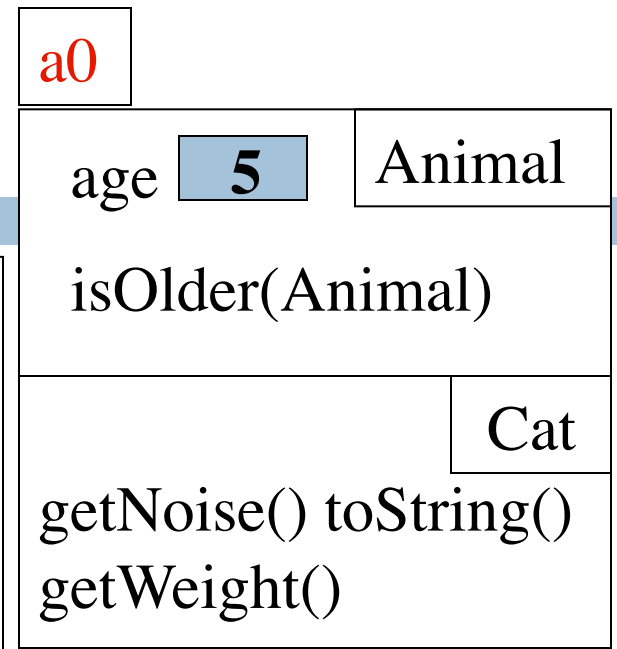 a0
age 5 Animal
isOlder(Animal)
Cat
getNoise() toString()
getWeight()